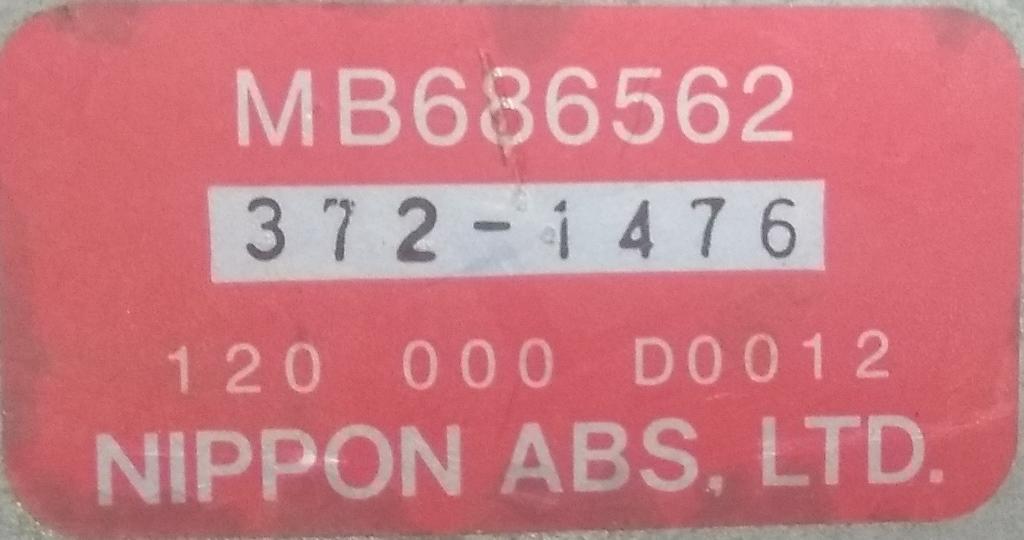 MB686562
372-1476
120 000 D0012
NIPPON ABS, LTD.